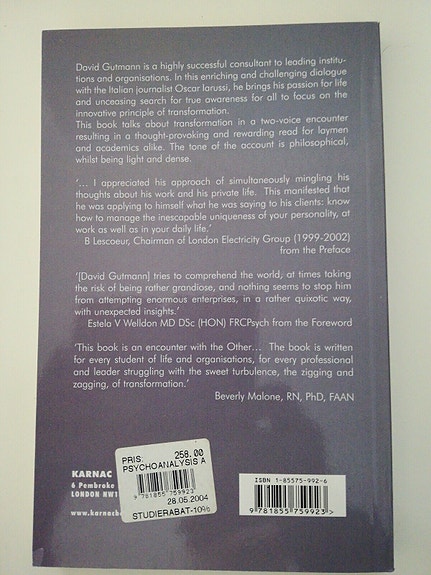 David Gutmann is a highly successful consultant to leading institu-
tions and organisations. In this enriching and challenging dialogue
with the Italian journalist Oscar Iarussi, he brings his passion for life
and unceasing search for true awareness for all to focus on the
innovative principle of transformation.
This book talks about transformation in a two-voice encounter
resulting in a thought-provoking and rewarding read for laymen
and academics alike. The tone of the account is philosophical,
whilst being light and dense.
‘... I appreciated his approach of simultaneously mingling his
thoughts about his work and his private life. This manifested that
he was applying to himself what he was saying to his clients: know
how to manage the inescapable uniqueness of your personality, at
work as well as in your daily life.’
B Lescoeur, Chairman of London Electricity Group (1999-2002)
from the Preface
‘[David Gutmann] tries to comprehend the world, at times taking
the risk of being rather grandiose, and nothing seems to stop him
from attempting enormous enterprises, in a rather quixotic way,
with unexpected insights.’
Estela V Welldon MD DSc (HON) FRCPsych from the Foreword
‘This book is an encounter with the Other... The book is written
for every student of life and organisations, for every professional
and leader struggling with the sweet turbulence, the zigging and
zagging, of transformation.’
Beverly Malone, RN, PhD, FAAN
KARNAC
6 Pembroke
LONDON NW1
www.karnac
PRIS: 258.00
PSYCHOANALYSIS A
9 781855 759923
28.05.2004
STUDIERABAT-10%
ISBN 1-85575-992-6
9 781855 759923 >